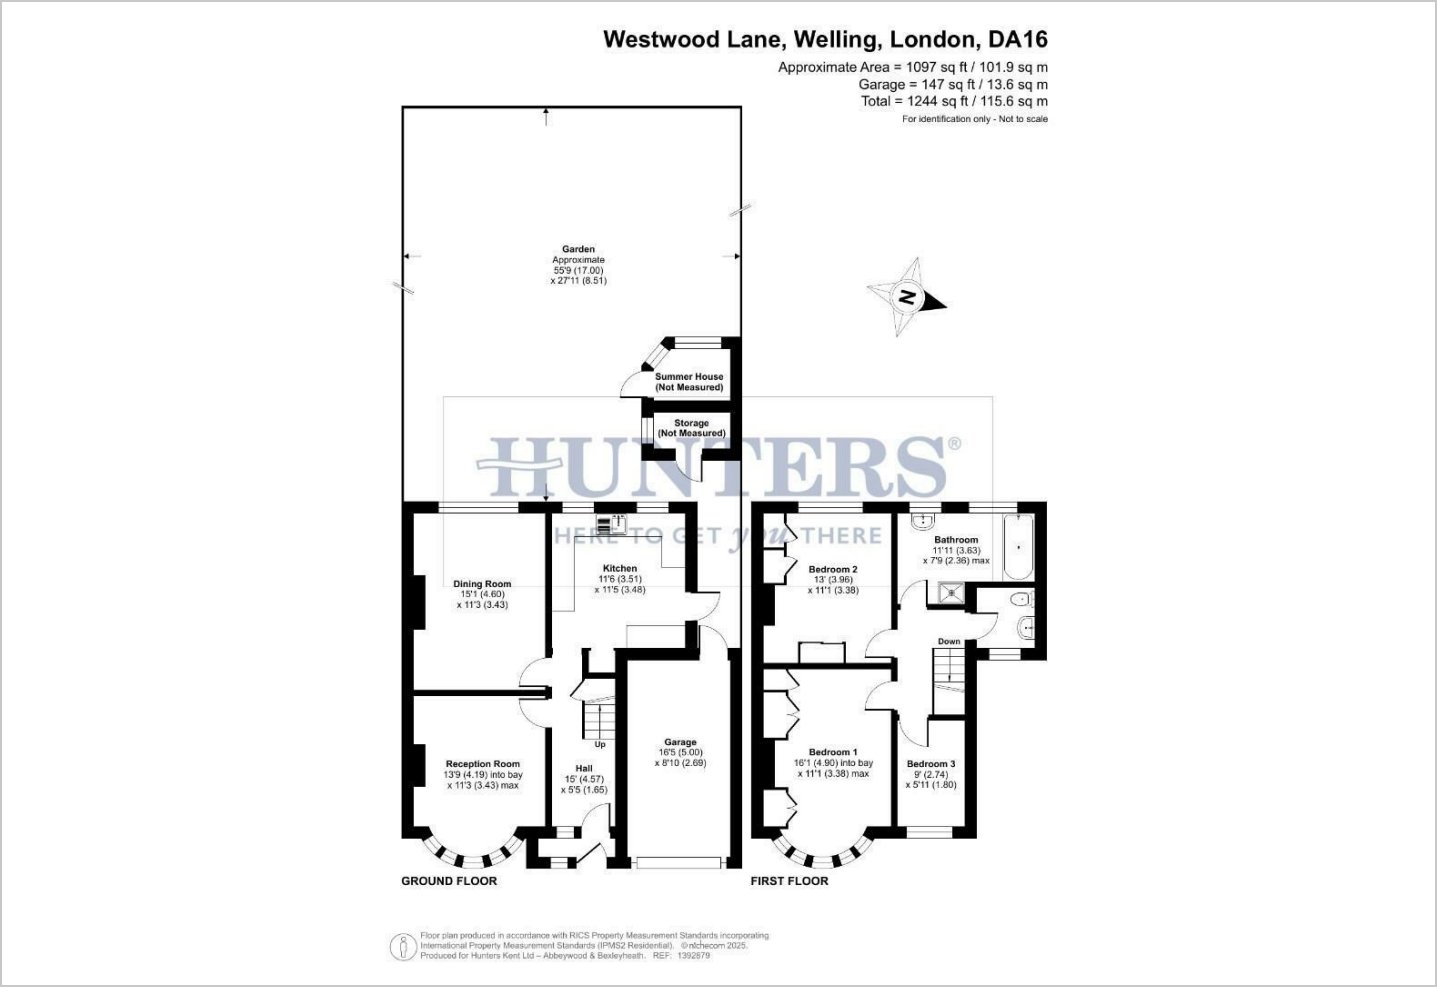 Westwood Lane, Welling, London, DA16
Approximate Area = 1097 sq ft / 101.9 sq m
Garage = 147 sq ft / 13.6 sq m
Total = 1244 sq ft / 115.6 sq m
For identification only - Not to scale
Garden
Approximate
55'9 (17.00)
x 27'11 (8.51)
N
Summer House
(Not Measured)
Storage
(Not Measured)
HUNTERS®
HERE TO GET you THERE
Kitchen
11'6 (3.51)
x 11'5 (3.48)
Dining Room
15'1 (4.60)
x 11'3 (3.43)
Reception Room
13'9 (4.19) into bay
x 11'3 (3.43) max
Up
Hall
15' (4.57)
x 5'5 (1.65)
Garage
16'5 (5.00)
x 8'10 (2.69)
GROUND FLOOR
Bathroom
11'11 (3.63)
x 7'9 (2.36) max
Bedroom 2
13' (3.96)
x 11'1 (3.38)
Down
Bedroom 1
16'1 (4.90) into bay
x 11'1 (3.38) max
Bedroom 3
9' (2.74)
x 5'11 (1.80)
FIRST FLOOR
Floor plan produced in accordance with RICS Property Measurement Standards incorporating
International Property Measurement Standards (IPMS2 Residential). ©nichecom 2025.
Produced for Hunters Kent Ltd – Abbeywood & Bexleyheath. REF: 1392879